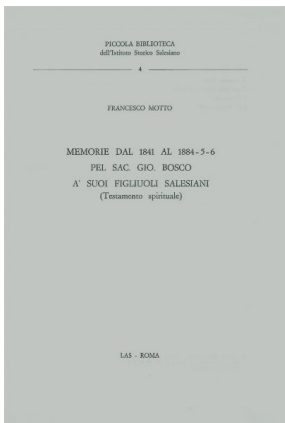 PICCOLA BIBLIOTECA
dell'Istituto Storico Salesiano
4
FRANCESCO MOTTO
MEMORIE DAL 1841 AL 1884-5-6
PEL SAC. GIO. BOSCO
A' SUOI FIGLIUOLI SALESIANI
(Testamento spirituale)
LAS - ROMA